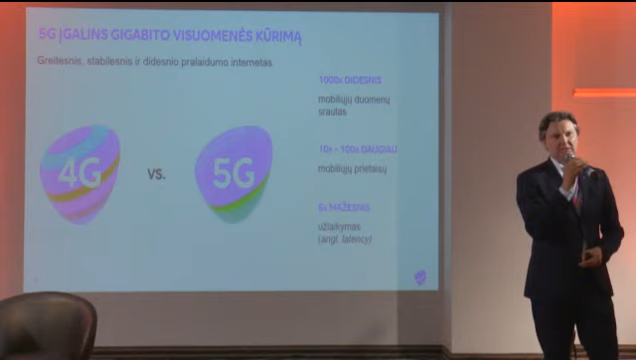 5G ĮGALINS GIGABITO VISUOMENĖS KŪRIMĄ
Greitesnis, stabilesnis ir didesnio pralaidumo internetas
4G
VS.
5G
1000x DIDESNIS
mobiliųjų duomenų
srautas
10x - 100x DAUGIAU
mobiliųjų prietaisų
6x MAŽESNIS
užlaikymas
(angl. latency)